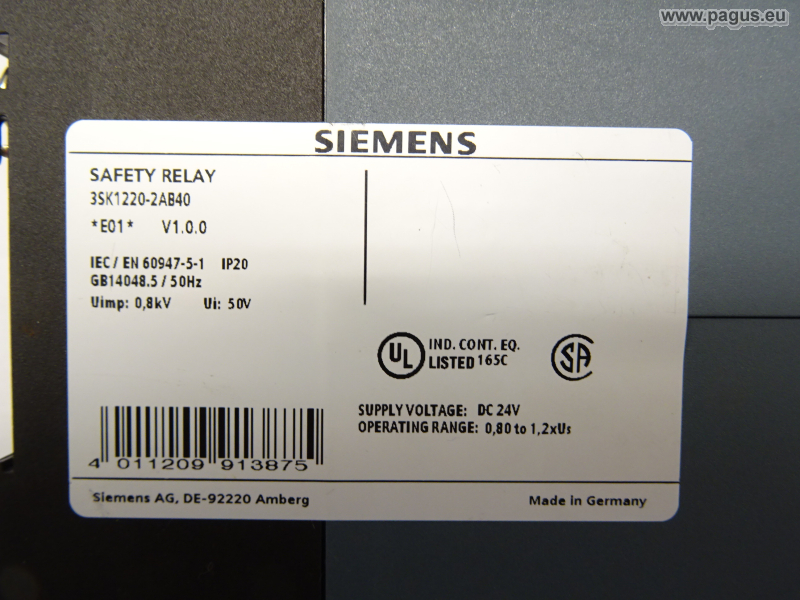 www.pagus.eu
SIEMENS
SAFETY RELAY
3SK1220-2AB40
*E01* V1.0.0
IEC / EN 60947-5-1 IP20
GB14048.5 / 50Hz
Uimp: 0,8kV Ui: 50V
UL IND. CONT. EQ.
LISTED 165C
SA
SUPPLY VOLTAGE: DC 24V
OPERATING RANGE: 0,80 to 1,2xUs
4 011209 913875
Siemens AG, DE-92220 Amberg Made in Germany